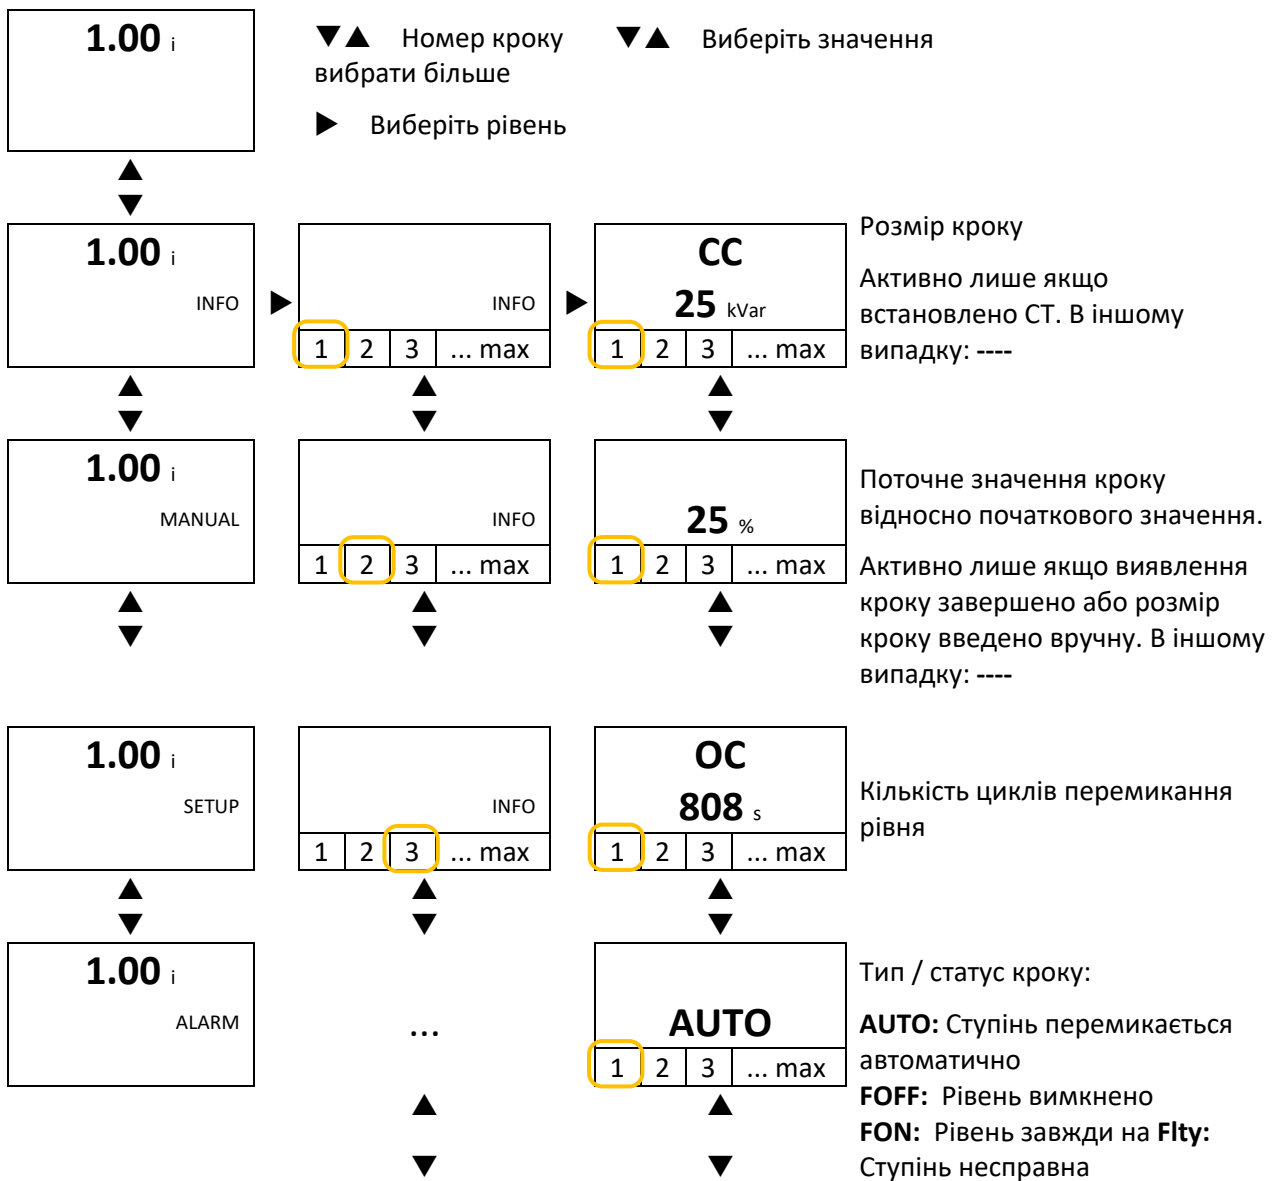 1.00 i
▼▲ Номер кроку
вибрати більше
▼▲ Виберіть значення
▶ Виберіть рівень
▲
▼
1.00 i
INFO
▶
INFO
1 2 3 ... max
▶
CC
25 kVar
1 2 3 ... max
Розмір кроку
Активно лише якщо
встановлено СТ. В іншому
випадку: ----
▲ ▲ ▲
▼ ▼ ▼
1.00 i
MANUAL
INFO
1 2 3 ... max
25 %
1 2 3 ... max
Поточне значення кроку
відносно початкового значення.
Активно лише якщо виявлення
кроку завершено або розмір
кроку введено вручну. В іншому
випадку: ----
▲ ▲ ▲
▼ ▼ ▼
1.00 i
SETUP
INFO
1 2 3 ... max
OC
808 s
1 2 3 ... max
Кількість циклів перемикання
рівня
▲ ▲ ▲
▼ ▼ ▼
1.00 i
ALARM
...
AUTO
1 2 3 ... max
Тип / статус кроку:
AUTO: Ступінь перемикається
автоматично
FOFF: Рівень вимкнено
FON: Рівень завжди на Flty:
Ступінь несправна
▲ ▲
▼ ▼